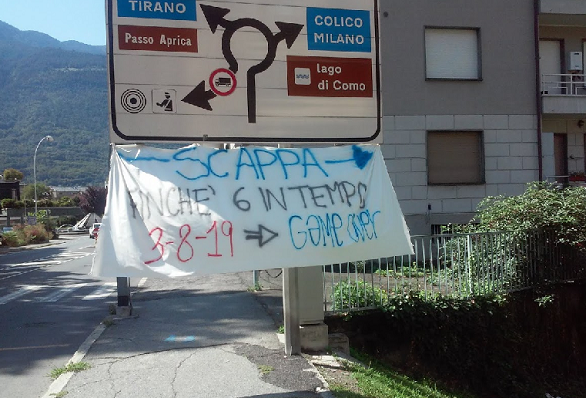 TIRANO
COLICO
MILANO
Passo Aprica
lago
di Como
SCAPPA
FINCHE' 6 IN TEMPO
3-8-19 ⇒ GAME OVER